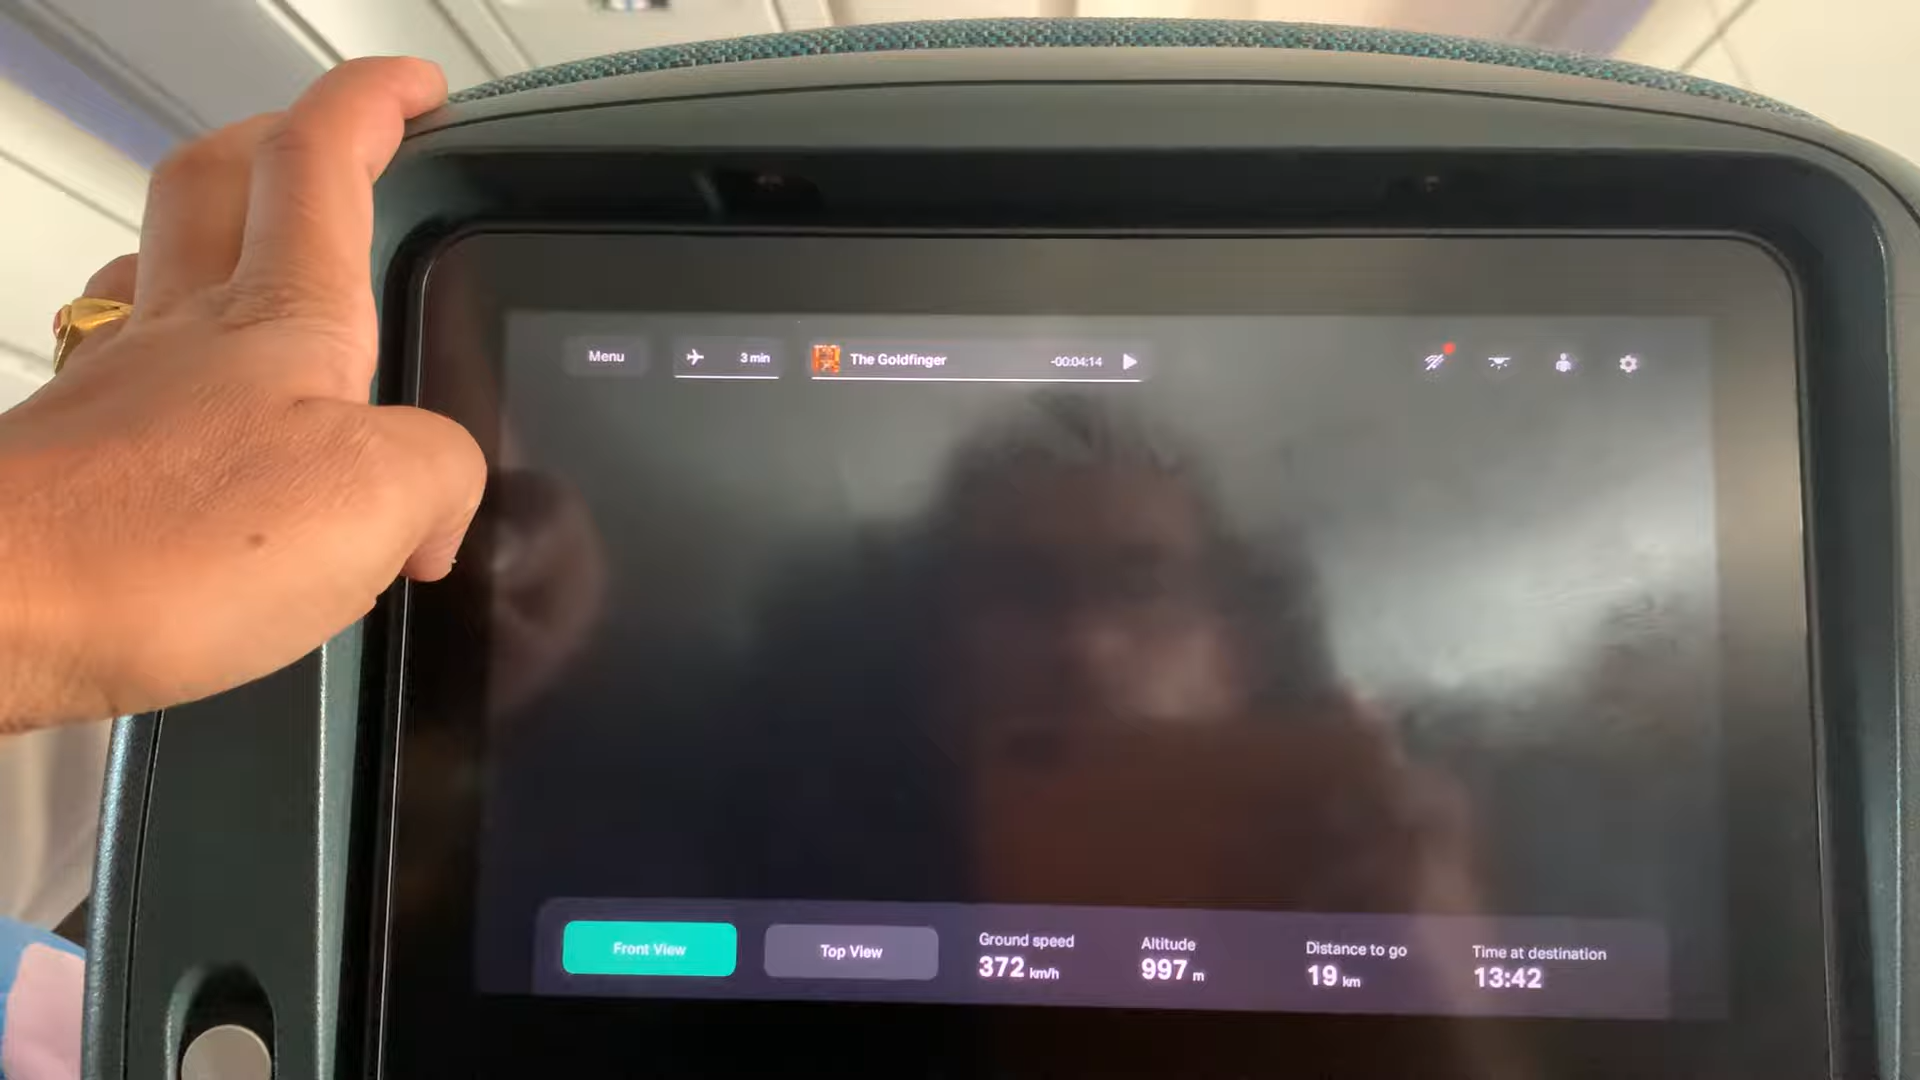 Menu
3 min
The Goldfinger
-00:04:14
Front View
Top View
Ground speed
372 km/h
Altitude
997 m
Distance to go
19 km
Time at destination
13:42